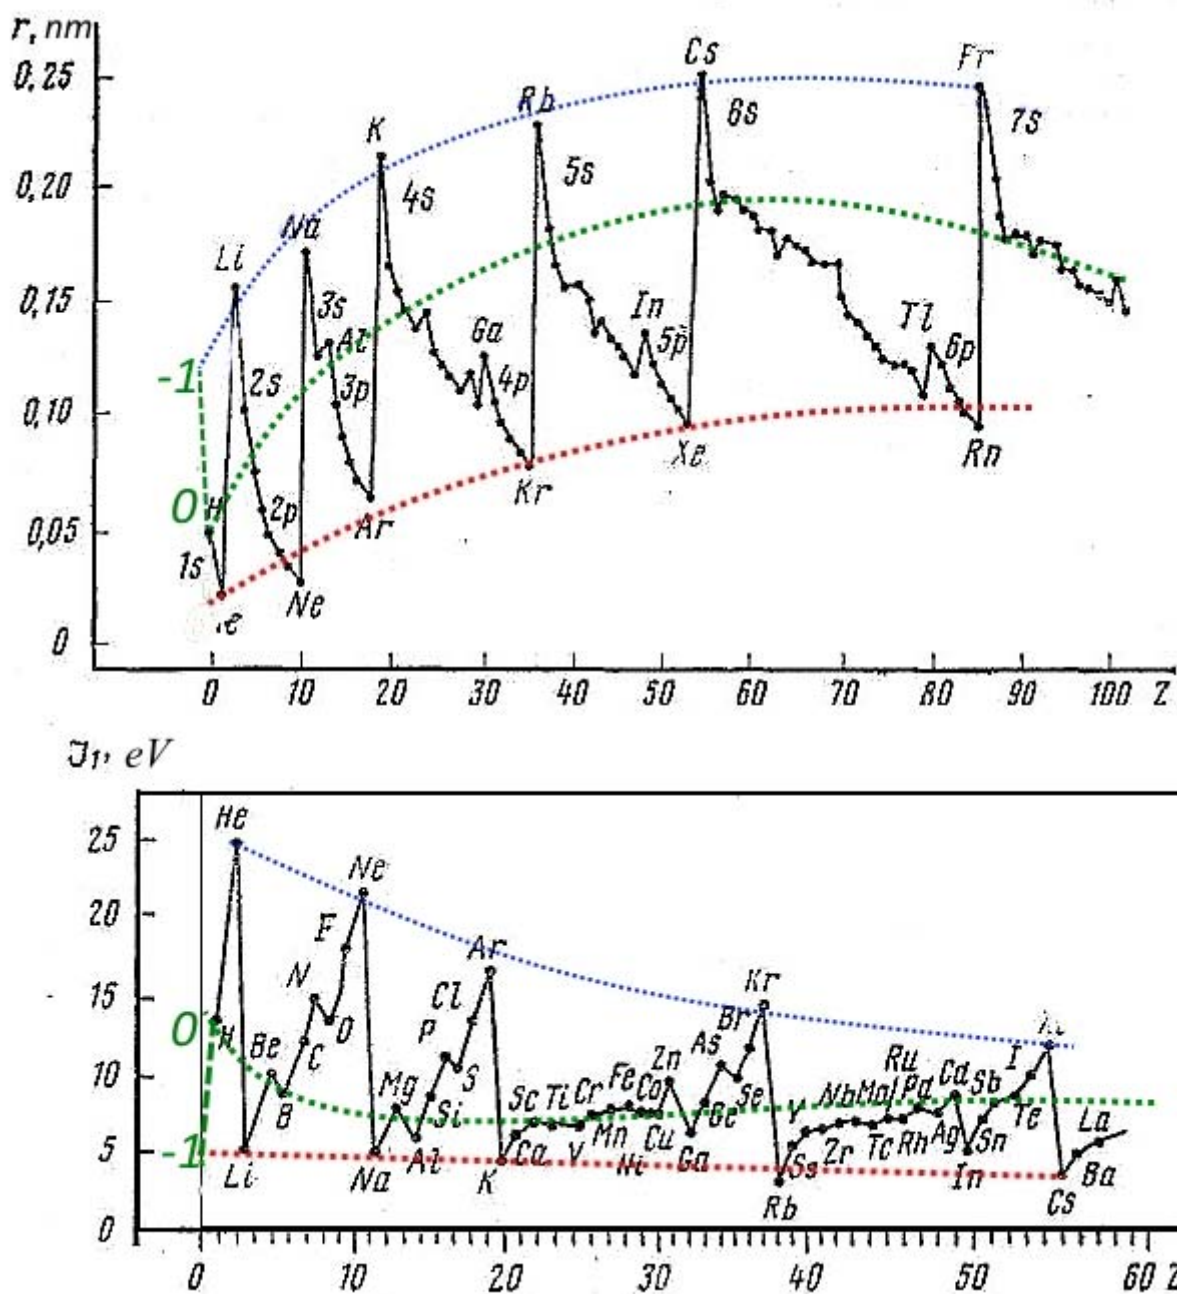 r, nm
0,25
0,20
0,15
0,10
0,05
0
Cs
Fr
Rb
6s
7s
K
5s
4s
Na
Li
-1
3s
Al
Ga
In
Tl
2s
3p
4p
5p
6p
0
H
2p
Ar
Kr
Xe
Rn
1s
Ne
0 10 20 30 40 50 60 70 80 90 100 Z
J₁, eV
25
20
15
10
5
0
He
Ne
F
Ar
N
Cl
Kr
Br
0
H
O
P
As
I
Be
C
S
Zn
Ru
Cd
Sb
Mg
Sc
Ti
Cr
Fe
Co
Se
Y
Nb
Mo
Pd
B
Si
Ge
Te
La
Mn
Cu
Tc
Rh
Ag
Sn
-1
Al
Ca
V
Ni
Ga
Zr
In
Ba
Li
Na
K
Rb
Cs
0 10 20 30 40 50 60